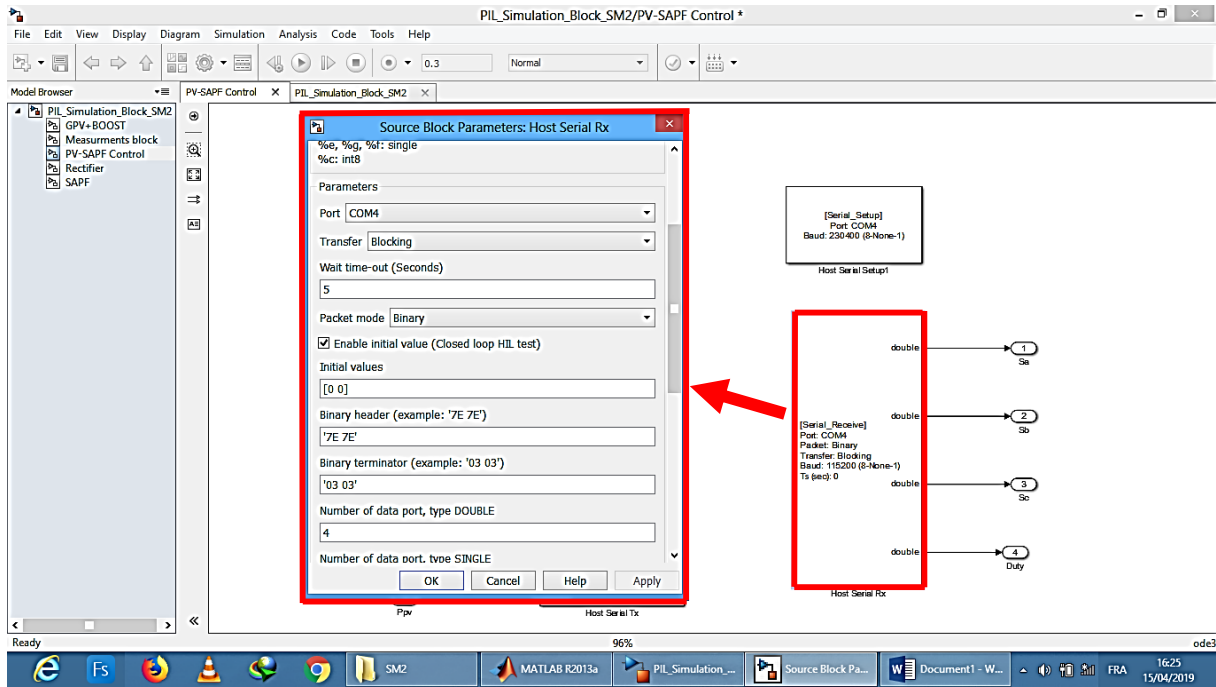 PIL_Simulation_Block_SM2/PV-SAPF Control *
File Edit View Display Diagram Simulation Analysis Code Tools Help
0.3 Normal
Model Browser
PV-SAPF Control PIL_Simulation_Block_SM2
PIL_Simulation_Block_SM2
GPV+BOOST
Measurments block
PV-SAPF Control
Rectifier
SAPF
Source Block Parameters: Host Serial Rx
%e, %g, %f: single
%c: int8
Parameters
Port COM4
Transfer Blocking
Wait time-out (Seconds)
5
Packet mode Binary
Enable initial value (Closed loop HIL test)
Initial values
[0 0]
Binary header (example: '7E 7E')
'7E 7E'
Binary terminator (example: '03 03')
'03 03'
Number of data port, type DOUBLE
4
Number of data port, type SINGLE
OK Cancel Help Apply
Ppv
Host Serial Tx
[Serial_Setup]
Port: COM4
Baud: 230400 (8-None-1)
Host Serial Setup1
[Serial_Receive]
Port: COM4
Packet: Binary
Transfer: Blocking
Baud: 115200 (8-None-1)
Ts (sec): 0
double
1
Sa
double
2
Sb
double
3
Sc
double
4
Duty
Host Serial Rx
Ready 96% ode3
Fs SM2 MATLAB R2013a PIL_Simulation_... Source Block Pa... Document1 - W... FRA 16:25
15/04/2019